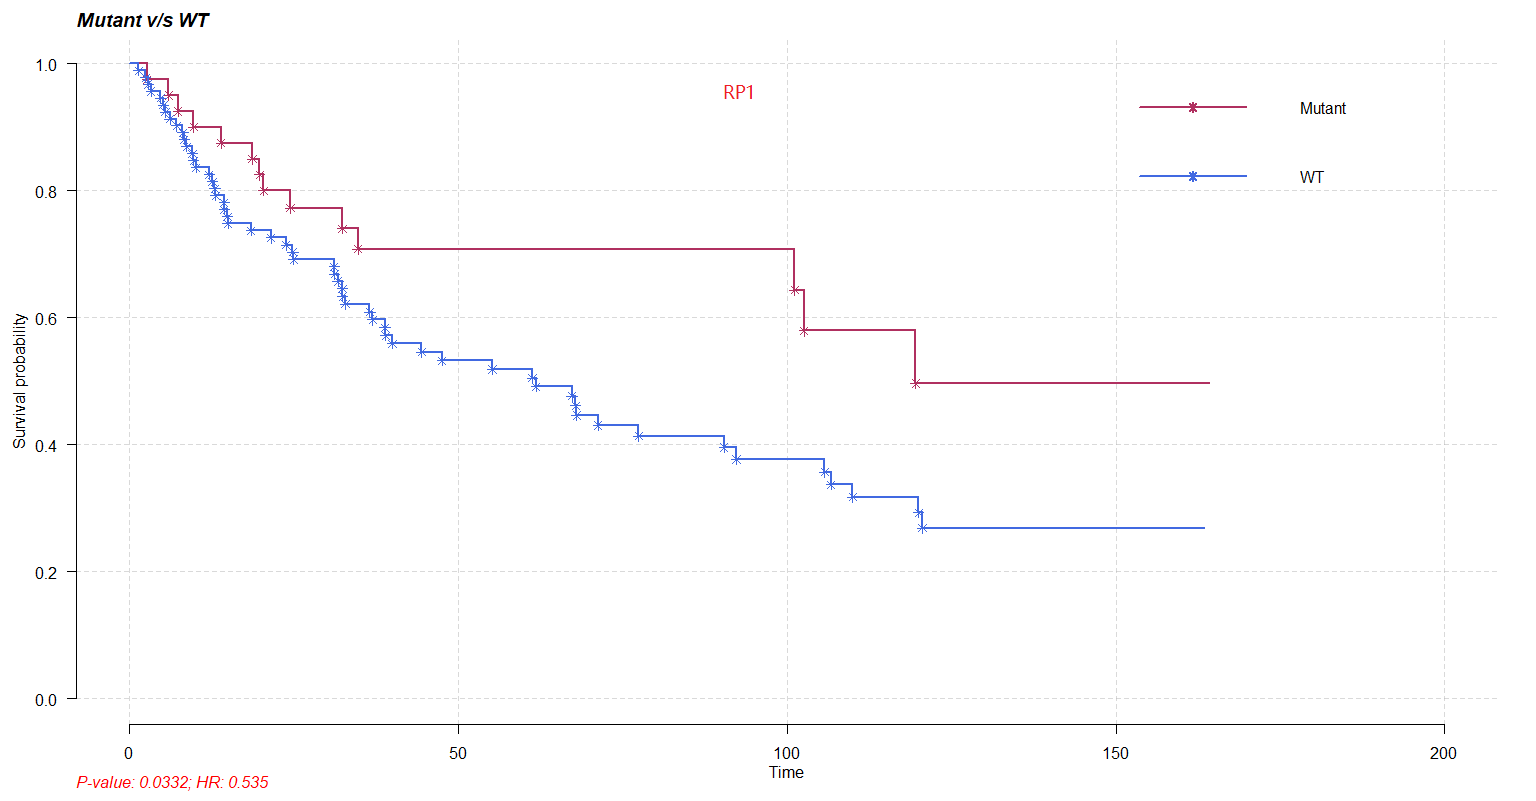 Mutant v/s WT
RP1
Mutant
WT
Survival probability
1.0
0.8
0.6
0.4
0.2
0.0
0 50 100 150 200
Time
P-value: 0.0332; HR: 0.535